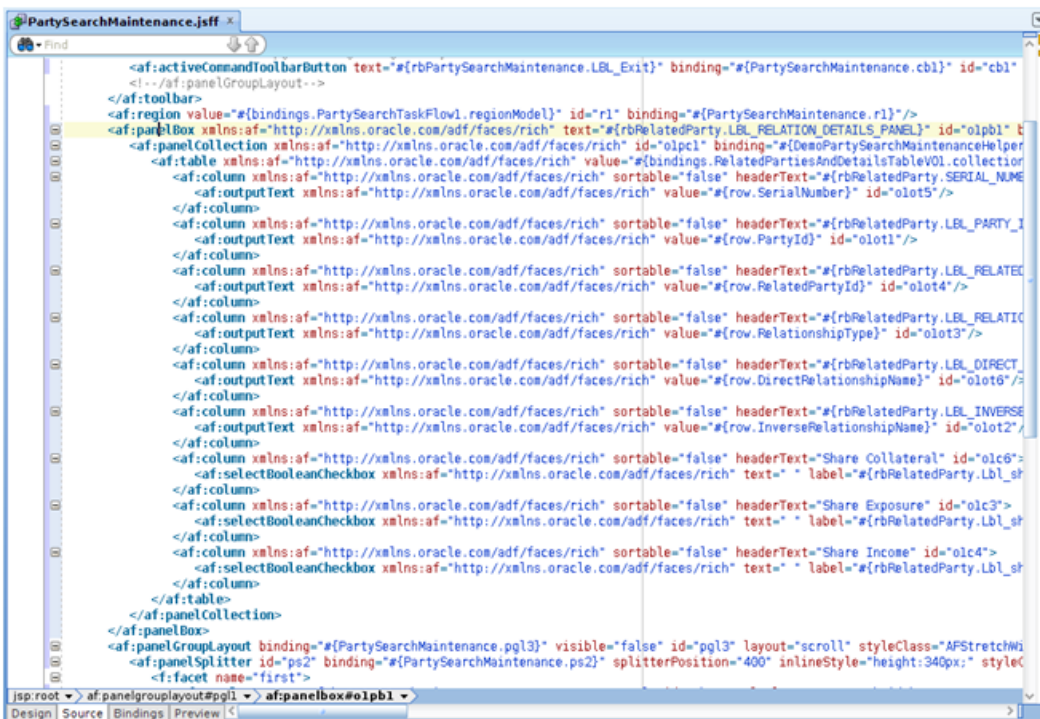 PartySearchMaintenance.jsff ×
Find
<af:activeCommandToolbarButton text="#{rbPartySearchMaintenance.LBL_Exit}" binding="#{PartySearchMaintenance.cb1}" id="cb1"
<!--/af:panelGroupLayout-->
</af:toolbar>
<af:region value="#{bindings.PartySearchTaskFlow1.regionModel}" id="r1" binding="#{PartySearchMaintenance.r1}"/>
<af:panelBox xmlns:af="http://xmlns.oracle.com/adf/faces/rich" text="#{rbRelatedParty.LBL_RELATION_DETAILS_PANEL}" id="olpb1" b
<af:panelCollection xmlns:af="http://xmlns.oracle.com/adf/faces/rich" id="olpc1" binding="#{DemoPartySearchMaintenanceHelper
<af:table xmlns:af="http://xmlns.oracle.com/adf/faces/rich" value="#{bindings.RelatedPartiesAndDetailsTableVO1.collection
<af:column xmlns:af="http://xmlns.oracle.com/adf/faces/rich" sortable="false" headerText="#{rbRelatedParty.SERIAL_NUME
<af:outputText xmlns:af="http://xmlns.oracle.com/adf/faces/rich" value="#{row.SerialNumber}" id="olot5"/>
</af:column>
<af:column xmlns:af="http://xmlns.oracle.com/adf/faces/rich" sortable="false" headerText="#{rbRelatedParty.LBL_PARTY_I
<af:outputText xmlns:af="http://xmlns.oracle.com/adf/faces/rich" value="#{row.PartyId}" id="olot1"/>
</af:column>
<af:column xmlns:af="http://xmlns.oracle.com/adf/faces/rich" sortable="false" headerText="#{rbRelatedParty.LBL_RELATED
<af:outputText xmlns:af="http://xmlns.oracle.com/adf/faces/rich" value="#{row.RelatedPartyId}" id="olot4"/>
</af:column>
<af:column xmlns:af="http://xmlns.oracle.com/adf/faces/rich" sortable="false" headerText="#{rbRelatedParty.LBL_RELATIO
<af:outputText xmlns:af="http://xmlns.oracle.com/adf/faces/rich" value="#{row.RelationshipType}" id="olot3"/>
</af:column>
<af:column xmlns:af="http://xmlns.oracle.com/adf/faces/rich" sortable="false" headerText="#{rbRelatedParty.LBL_DIRECT_
<af:outputText xmlns:af="http://xmlns.oracle.com/adf/faces/rich" value="#{row.DirectRelationshipName}" id="olot6"/>
</af:column>
<af:column xmlns:af="http://xmlns.oracle.com/adf/faces/rich" sortable="false" headerText="#{rbRelatedParty.LBL_INVERSE
<af:outputText xmlns:af="http://xmlns.oracle.com/adf/faces/rich" value="#{row.InverseRelationshipName}" id="olot2"/
</af:column>
<af:column xmlns:af="http://xmlns.oracle.com/adf/faces/rich" sortable="false" headerText="Share Collateral" id="olc6">
<af:selectBooleanCheckbox xmlns:af="http://xmlns.oracle.com/adf/faces/rich" text=" " label="#{rbRelatedParty.Lbl_sh
</af:column>
<af:column xmlns:af="http://xmlns.oracle.com/adf/faces/rich" sortable="false" headerText="Share Exposure" id="olc3">
<af:selectBooleanCheckbox xmlns:af="http://xmlns.oracle.com/adf/faces/rich" text=" " label="#{rbRelatedParty.Lbl_sh
</af:column>
<af:column xmlns:af="http://xmlns.oracle.com/adf/faces/rich" sortable="false" headerText="Share Income" id="olc4">
<af:selectBooleanCheckbox xmlns:af="http://xmlns.oracle.com/adf/faces/rich" text=" " label="#{rbRelatedParty.Lbl_sh
</af:column>
</af:table>
</af:panelCollection>
</af:panelBox>
<af:panelGroupLayout binding="#{PartySearchMaintenance.pgl3}" visible="false" id="pgl3" layout="scroll" styleClass="AFStretchWi
<af:panelSplitter id="ps2" binding="#{PartySearchMaintenance.ps2}" splitterPosition="400" inlineStyle="height:340px;" styleC
<f:facet name="first">
jsp:root af:panelgrouplayout#pgl1 af:panelbox#olpb1
Design Source Bindings Preview